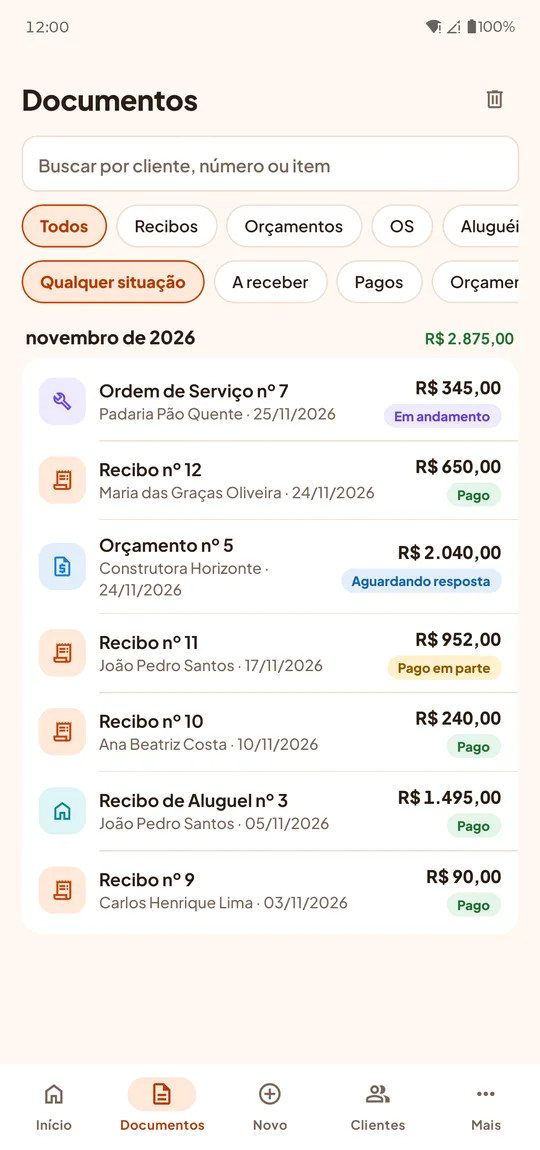 12:00
100%
Documentos
Buscar por cliente, número ou item
Todos
Recibos
Orçamentos
OS
Aluguéi
Qualquer situação
A receber
Pagos
Orçamer
novembro de 2026
R$ 2.875,00
Ordem de Serviço nº 7
R$ 345,00
Padaria Pão Quente · 25/11/2026
Em andamento
Recibo nº 12
R$ 650,00
Maria das Graças Oliveira · 24/11/2026
Pago
Orçamento nº 5
R$ 2.040,00
Construtora Horizonte ·
24/11/2026
Aguardando resposta
Recibo nº 11
R$ 952,00
João Pedro Santos · 17/11/2026
Pago em parte
Recibo nº 10
R$ 240,00
Ana Beatriz Costa · 10/11/2026
Pago
Recibo de Aluguel nº 3
R$ 1.495,00
João Pedro Santos · 05/11/2026
Pago
Recibo nº 9
R$ 90,00
Carlos Henrique Lima · 03/11/2026
Pago
Início
Documentos
Novo
Clientes
Mais